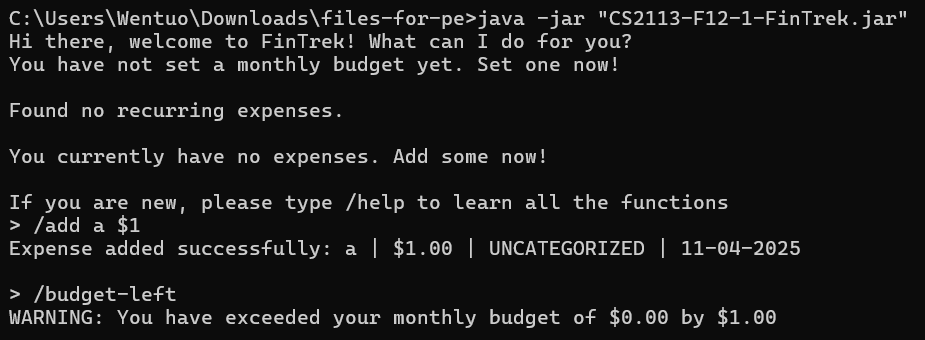 C:\Users\Wentuo\Downloads\files-for-pe>java -jar "CS2113-F12-1-FinTrek.jar"
Hi there, welcome to FinTrek! What can I do for you?
You have not set a monthly budget yet. Set one now!
Found no recurring expenses.
You currently have no expenses. Add some now!
If you are new, please type /help to learn all the functions
> /add a $1
Expense added successfully: a | $1.00 | UNCATEGORIZED | 11-04-2025
> /budget-left
WARNING: You have exceeded your monthly budget of $0.00 by $1.00